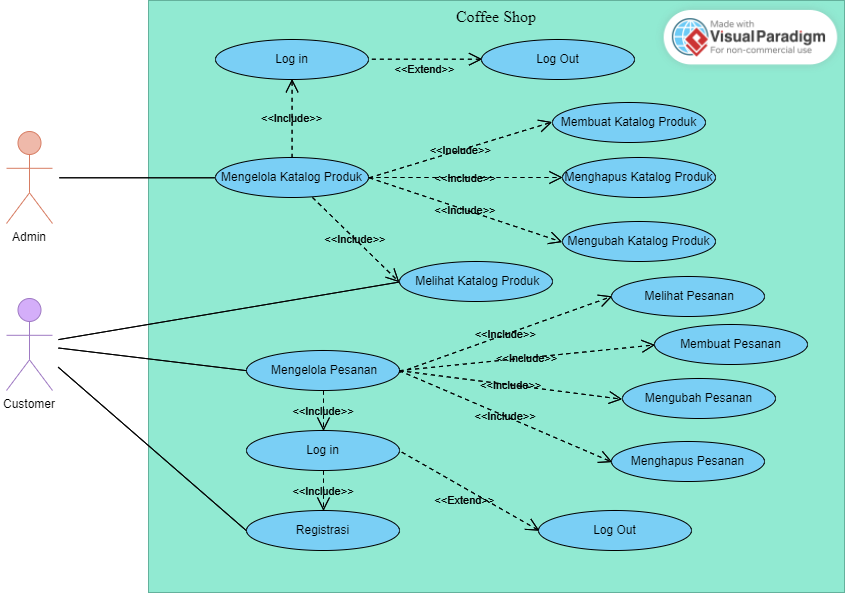 Coffee Shop
Made with
VisualParadigm
For non-commercial use
Log in
<<Extend>>
Log Out
<<Include>>
Membuat Katalog Produk
<<Include>>
Admin
Mengelola Katalog Produk
<<Include>>
Menghapus Katalog Produk
<<Include>>
Mengubah Katalog Produk
<<Include>>
Melihat Katalog Produk
Melihat Pesanan
<<Include>>
Membuat Pesanan
<<Include>>
Customer
Mengelola Pesanan
<<Include>>
Mengubah Pesanan
<<Include>>
<<Include>>
Menghapus Pesanan
Log in
<<Include>>
<<Extend>>
Registrasi
Log Out